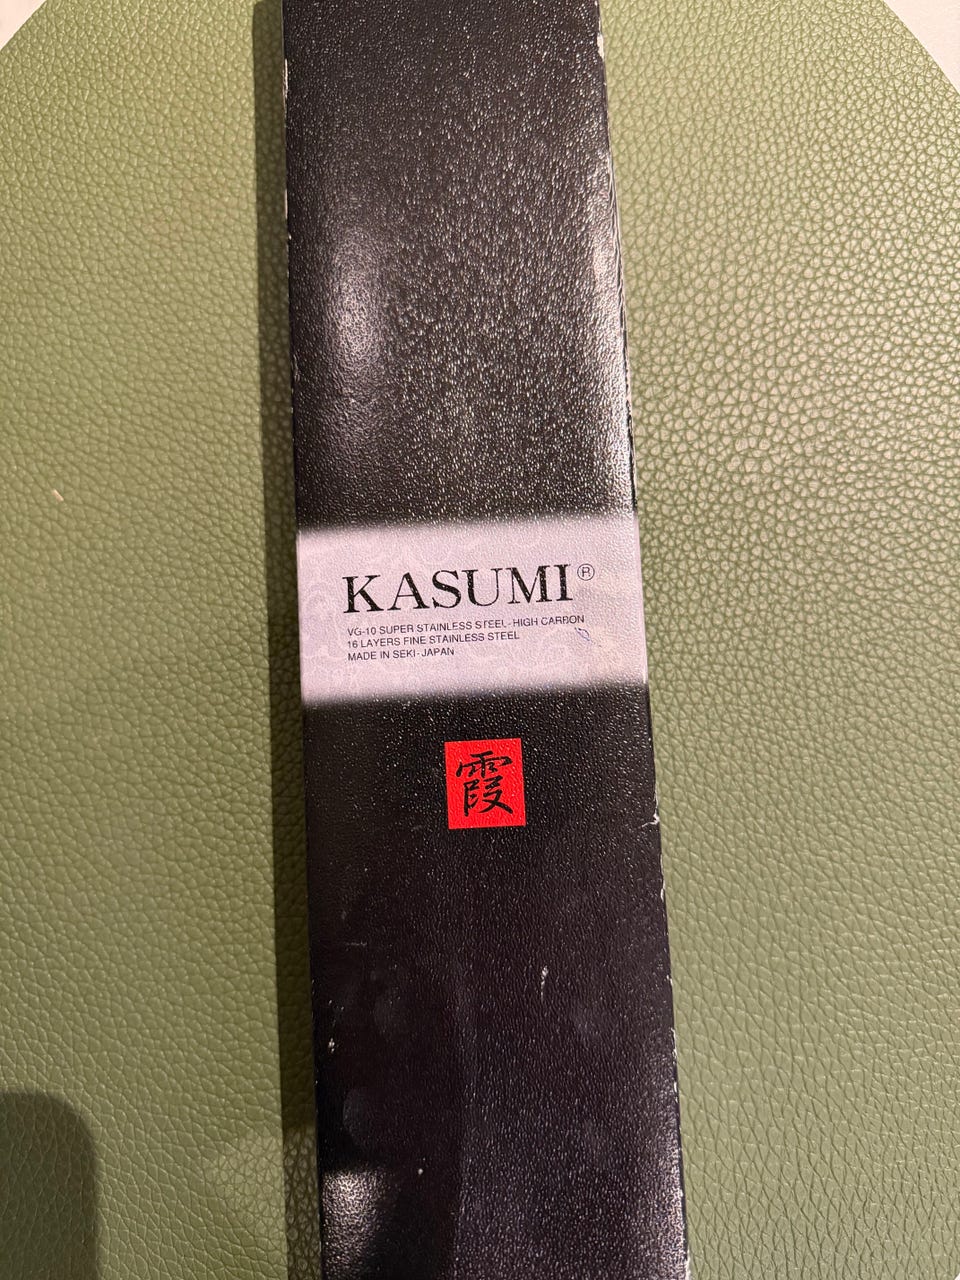 KASUMI®
VG-10 SUPER STAINLESS STEEL-HIGH CARBON
16 LAYERS FINE STAINLESS STEEL
MADE IN SEKI-JAPAN
霞